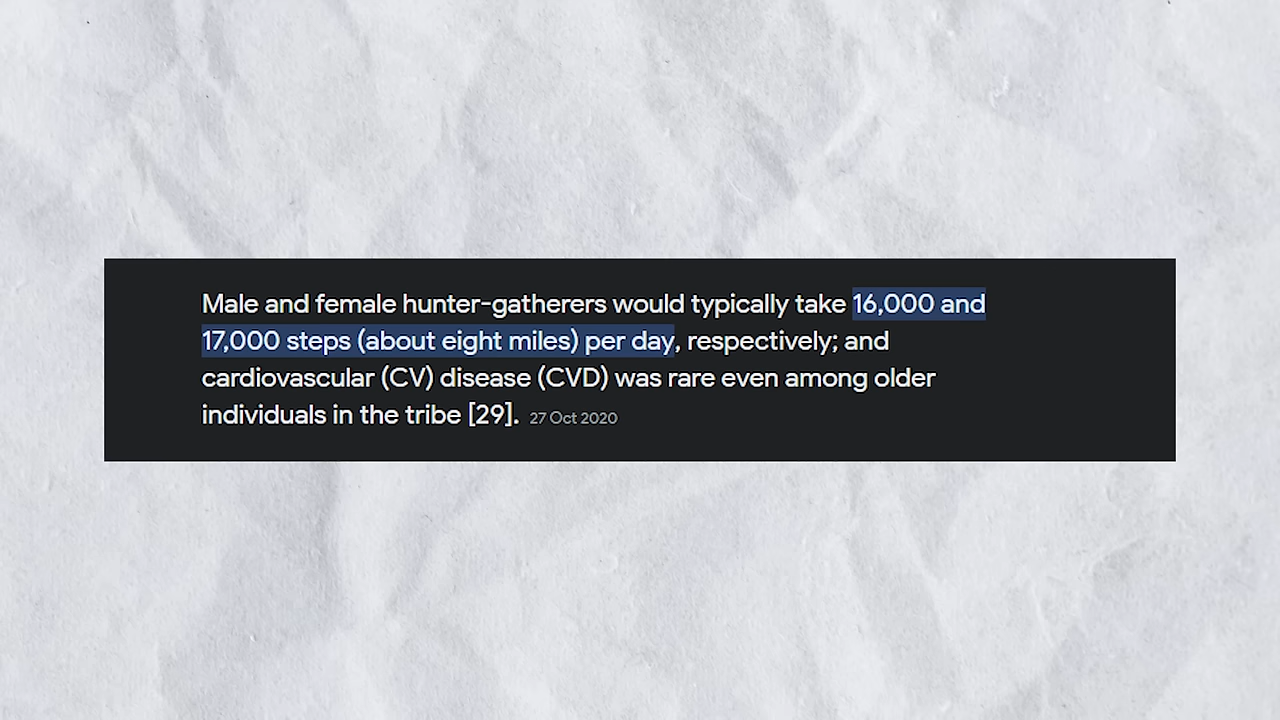 Male and female hunter-gatherers would typically take 16,000 and
17,000 steps (about eight miles) per day, respectively; and
cardiovascular (CV) disease (CVD) was rare even among older
individuals in the tribe [29]. 27 Oct 2020